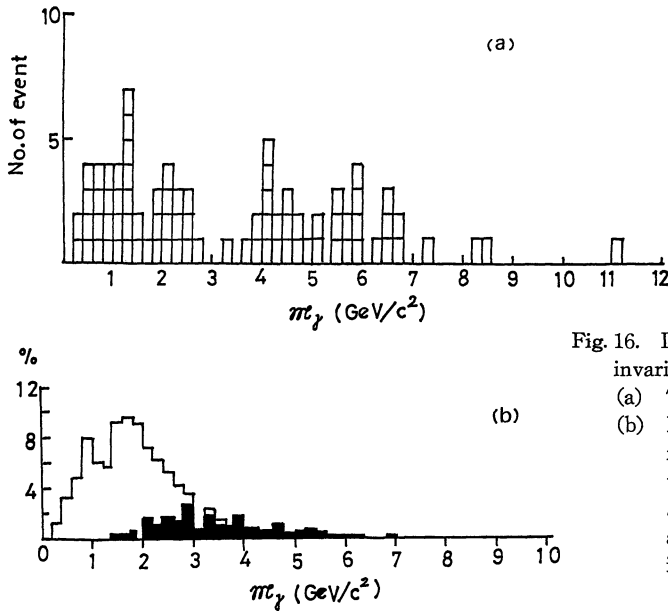 10
(a)
No. of event
5
1 2 3 4 5 6 7 8 9 10 11 12
mγ (GeV/c²)
Fig. 16.
invari
(a)
(b)
%
12
(b)
8
4
0 1 2 3 4 5 6 7 8 9 10
mγ (GeV/c²)